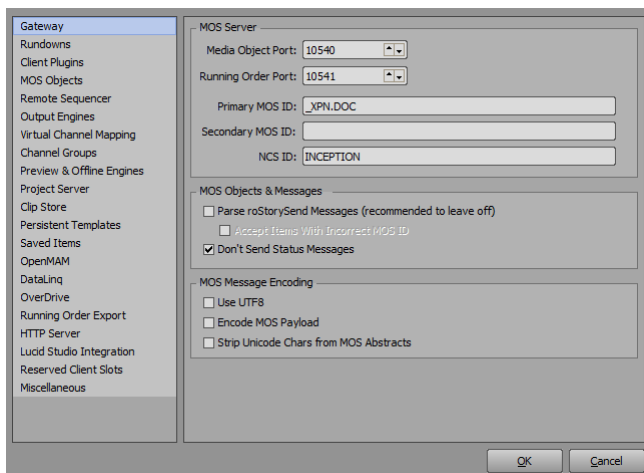 Gateway
Rundowns
Client Plugins
MOS Objects
Remote Sequencer
Output Engines
Virtual Channel Mapping
Channel Groups
Preview & Offline Engines
Project Server
Clip Store
Persistent Templates
Saved Items
OpenMAM
DataLinq
OverDrive
Running Order Export
HTTP Server
Lucid Studio Integration
Reserved Client Slots
Miscellaneous
MOS Server
Media Object Port: 10540
Running Order Port: 10541
Primary MOS ID: _XPN.DOC
Secondary MOS ID:
NCS ID: INCEPTION
MOS Objects & Messages
Parse roStorySend Messages (recommended to leave off)
Accept Items With Incorrect MOS ID
Don't Send Status Messages
MOS Message Encoding
Use UTF8
Encode MOS Payload
Strip Unicode Chars from MOS Abstracts
OK Cancel